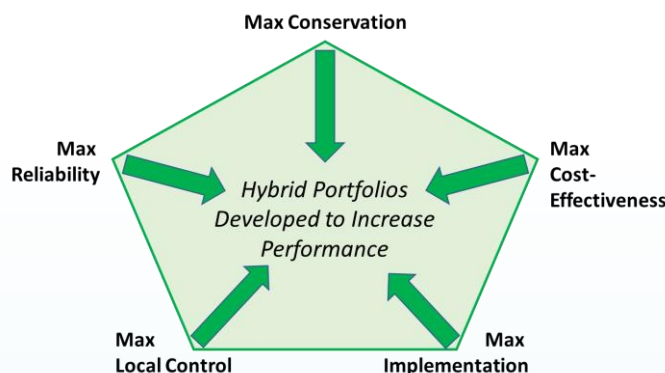 Max Conservation
Max
Reliability
Max
Cost-
Effectiveness
Hybrid Portfolios
Developed to Increase
Performance
Max
Local Control
Max
Implementation